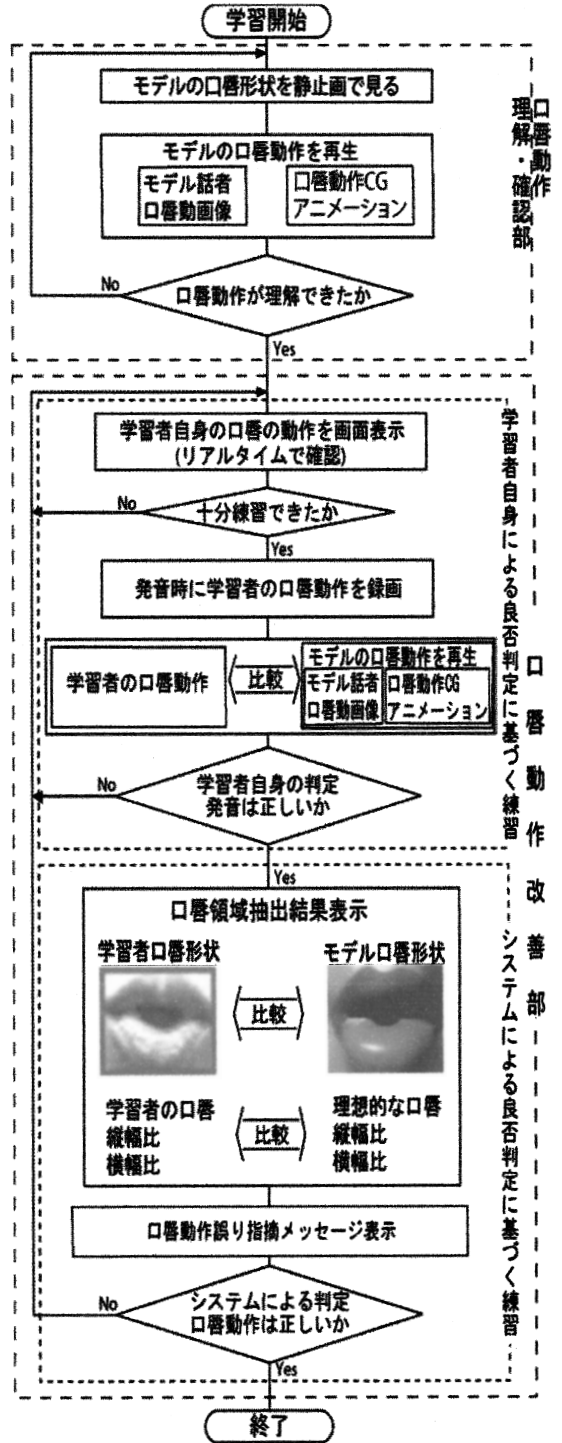 学習開始
モデルの口唇形状を静止画で見る
モデルの口唇動作を再生
モデル話者
口唇動画像
口唇動作CG
アニメーション
口唇動作が理解できたか
No
Yes
口唇動作
理解・確認部
学習者自身の口唇の動作を画面表示
(リアルタイムで確認)
十分練習できたか
No
Yes
発音時に学習者の口唇動作を録画
学習者の口唇動作
比較
モデルの口唇動作を再生
モデル話者
口唇動画像
口唇動作CG
アニメーション
学習者自身の判定
発音は正しいか
No
Yes
学習者自身による良否判定に基づく練習
口唇動作改善部
口唇領域抽出結果表示
学習者口唇形状
モデル口唇形状
比較
学習者の口唇
縦幅比
横幅比
比較
理想的な口唇
縦幅比
横幅比
口唇動作誤り指摘メッセージ表示
システムによる判定
口唇動作は正しいか
No
Yes
システムによる良否判定に基づく練習
終了